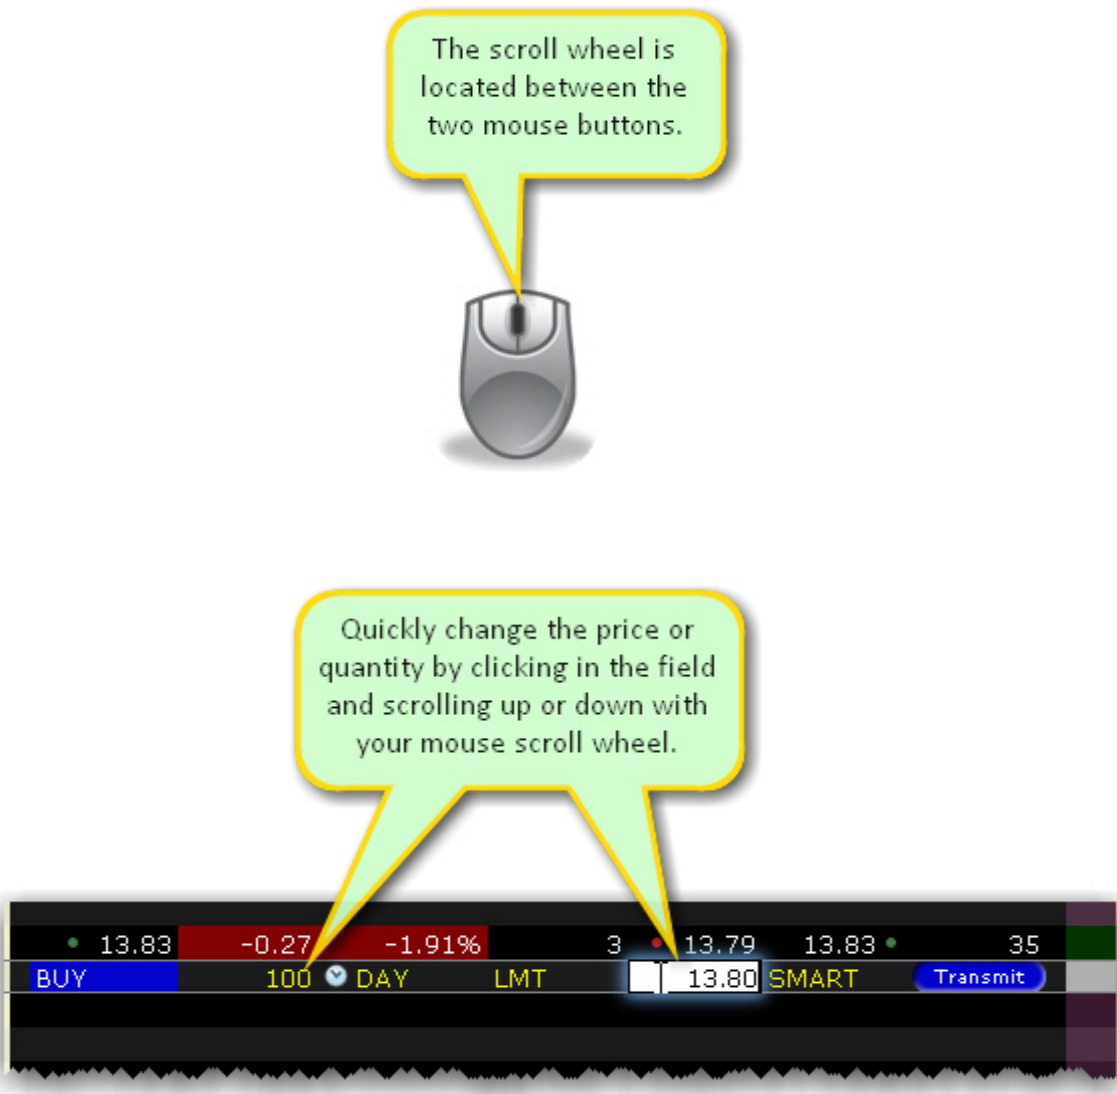 The scroll wheel is
located between the
two mouse buttons.
Quickly change the price or
quantity by clicking in the field
and scrolling up or down with
your mouse scroll wheel.
13.83 -0.27 -1.91% 3 13.79 13.83 35
BUY 100 DAY LMT 13.80 SMART Transmit